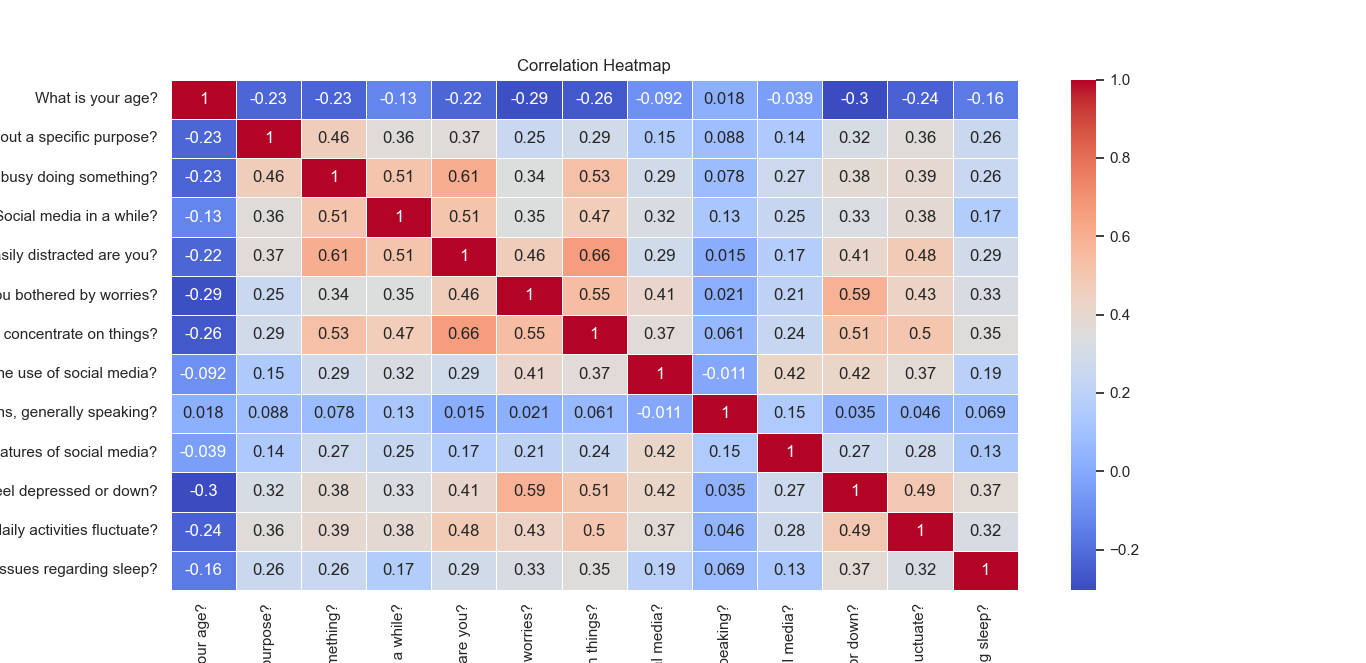 Correlation Heatmap
What is your age? 1 -0.23 -0.23 -0.13 -0.22 -0.29 -0.26 -0.092 0.018 -0.039 -0.3 -0.24 -0.16
out a specific purpose? -0.23 1 0.46 0.36 0.37 0.25 0.29 0.15 0.088 0.14 0.32 0.36 0.26
busy doing something? -0.23 0.46 1 0.51 0.61 0.34 0.53 0.29 0.078 0.27 0.38 0.39 0.26
Social media in a while? -0.13 0.36 0.51 1 0.51 0.35 0.47 0.32 0.13 0.25 0.33 0.38 0.17
sily distracted are you? -0.22 0.37 0.61 0.51 1 0.46 0.66 0.29 0.015 0.17 0.41 0.48 0.29
u bothered by worries? -0.29 0.25 0.34 0.35 0.46 1 0.55 0.41 0.021 0.21 0.59 0.43 0.33
concentrate on things? -0.26 0.29 0.53 0.47 0.66 0.55 1 0.37 0.061 0.24 0.51 0.5 0.35
he use of social media? -0.092 0.15 0.29 0.32 0.29 0.41 0.37 1 -0.011 0.42 0.42 0.37 0.19
ns, generally speaking? 0.018 0.088 0.078 0.13 0.015 0.021 0.061 -0.011 1 0.15 0.035 0.046 0.069
atures of social media? -0.039 0.14 0.27 0.25 0.17 0.21 0.24 0.42 0.15 1 0.27 0.28 0.13
eel depressed or down? -0.3 0.32 0.38 0.33 0.41 0.59 0.51 0.42 0.035 0.27 1 0.49 0.37
daily activities fluctuate? -0.24 0.36 0.39 0.38 0.48 0.43 0.5 0.37 0.046 0.28 0.49 1 0.32
ssues regarding sleep? -0.16 0.26 0.26 0.17 0.29 0.33 0.35 0.19 0.069 0.13 0.37 0.32 1
our age?
purpose?
mething?
a while?
are you?
worries?
n things?
al media?
peaking?
l media?
or down?
uctuate?
g sleep?
1.0
0.8
0.6
0.4
0.2
0.0
−0.2